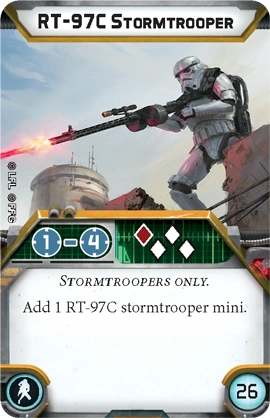 RT-97C STORMTROOPER
© LFL © FFG
1-4
STORMTROOPERS ONLY.
Add 1 RT-97C stormtrooper mini.
26